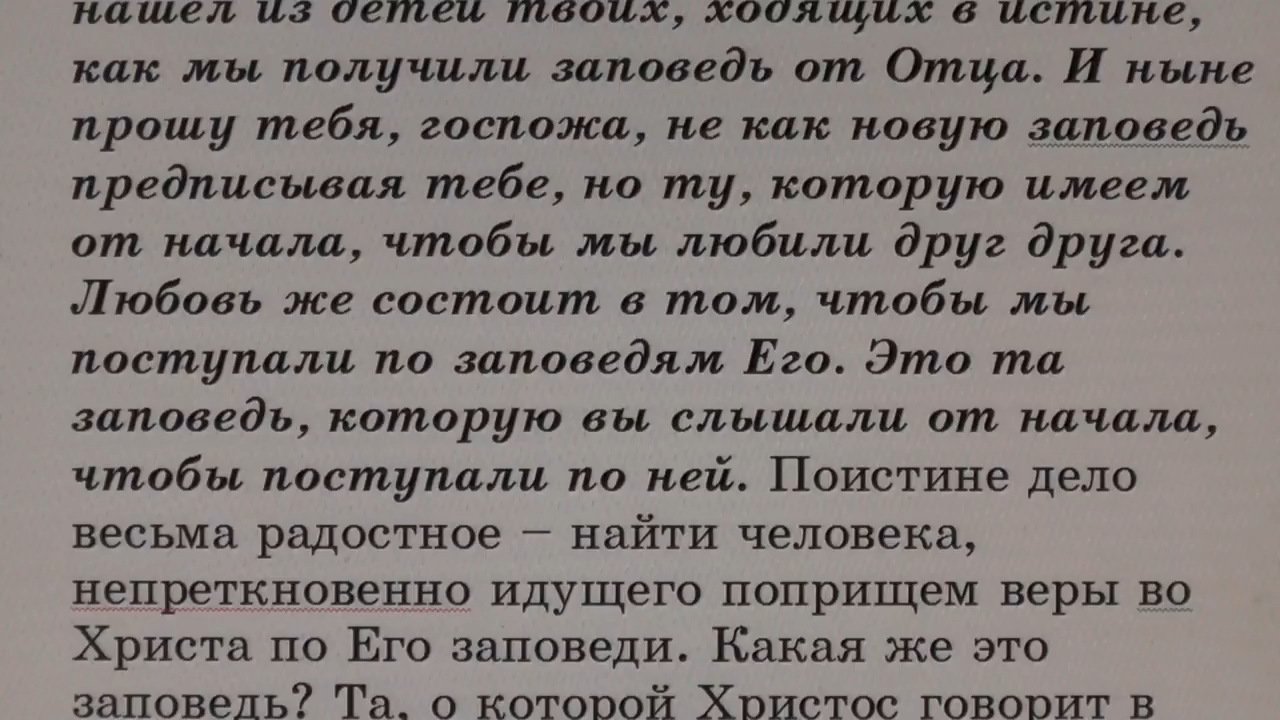 нашел из детей твоих, ходящих в истине,
как мы получили заповедь от Отца. И ныне
прошу тебя, госпожа, не как новую заповедь
предписывая тебе, но ту, которую имеем
от начала, чтобы мы любили друг друга.
Любовь же состоит в том, чтобы мы
поступали по заповедям Его. Это та
заповедь, которую вы слышали от начала,
чтобы поступали по ней. Поистине дело
весьма радостное – найти человека,
непреткновенно идущего поприщем веры во
Христа по Его заповеди. Какая же это
заповедь? Та, о которой Христос говорит в